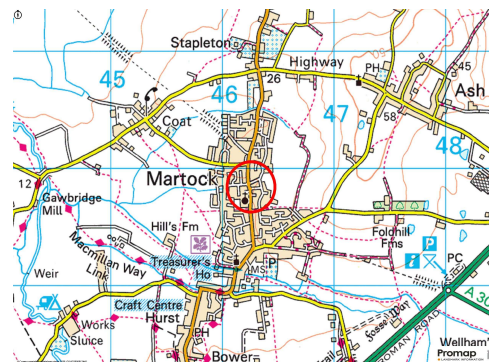 Stapleton
Highway
26
PH
45
45
46
47
48
Ash
58
Coat
Martock
12
Gawbridge
Mill
Hill's Fm
Foldhill
Fms
Macmillan Way
Link
Treasurer's
Ho
MS
P
P
i
PC
Weir
A 30
Craft Centre
Hurst
Works
Sluice
PH
Bower
Fosse Way
ROMAN ROAD
Wellham's
Promap